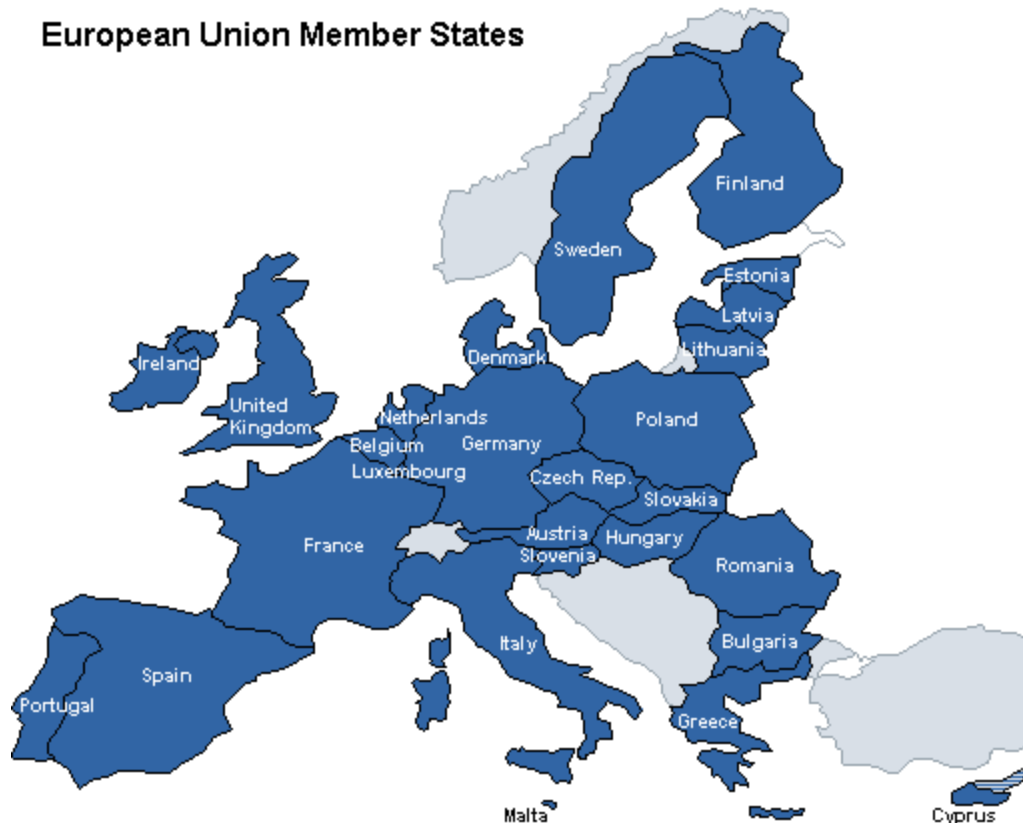 European Union Member States
Finland
Sweden
Estonia
Latvia
Lithuania
Denmark
Ireland
United
Kingdom
Netherlands
Belgium
Germany
Luxembourg
Poland
Czech Rep.
Slovakia
France
Austria
Hungary
Slovenia
Romania
Italy
Bulgaria
Spain
Portugal
Greece
Malta
Cyprus